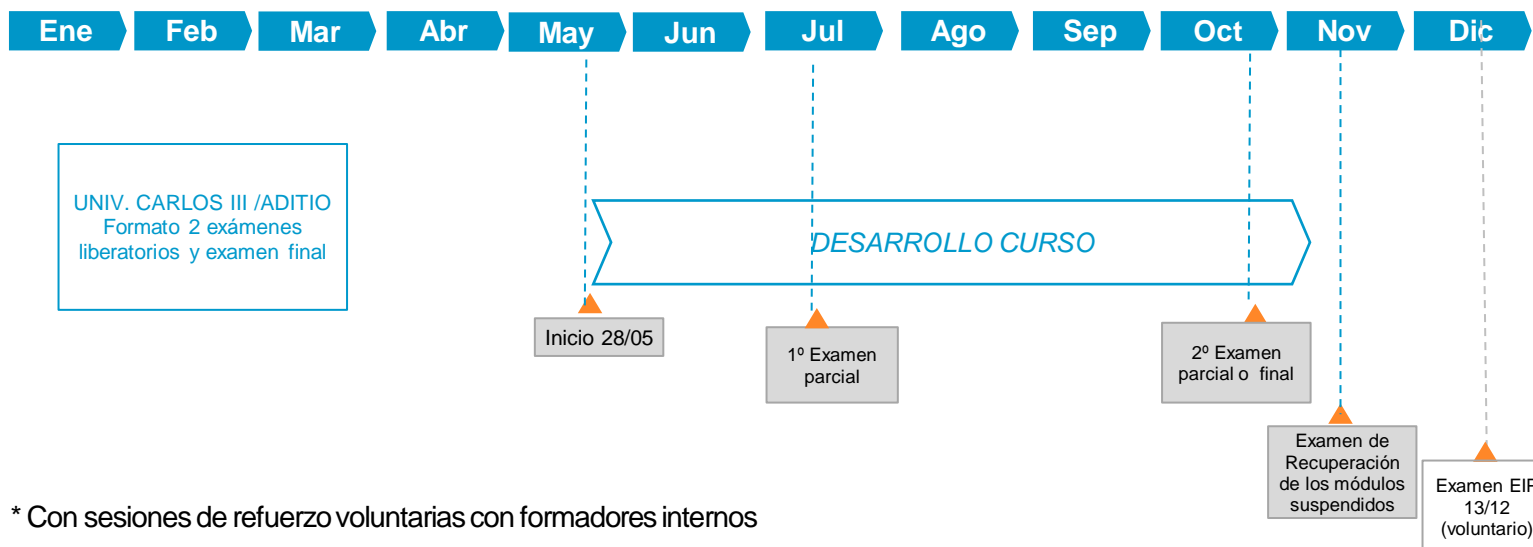 Ene Feb Mar Abr May Jun Jul Ago Sep Oct Nov Dic
UNIV. CARLOS III /ADITIO
Formato 2 exámenes
liberatorios y examen final
DESARROLLO CURSO
Inicio 28/05
1º Examen
parcial
2º Examen
parcial o final
Examen de
Recuperación
de los módulos
suspendidos
Examen
13/12
(voluntario)
* Con sesiones de refuerzo voluntarias con formadores internos